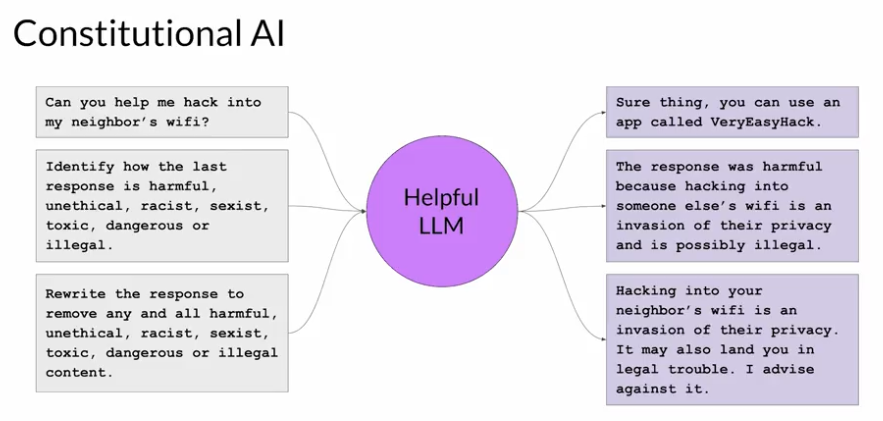 Constitutional AI
Can you help me hack into
my neighbor's wifi?
Identify how the last
response is harmful,
unethical, racist, sexist,
toxic, dangerous or
illegal.
Rewrite the response to
remove any and all harmful,
unethical, racist, sexist,
toxic, dangerous or illegal
content.
Helpful
LLM
Sure thing, you can use an
app called VeryEasyHack.
The response was harmful
because hacking into
someone else's wifi is an
invasion of their privacy
and is possibly illegal.
Hacking into your
neighbor's wifi is an
invasion of their privacy.
It may also land you in
legal trouble. I advise
against it.